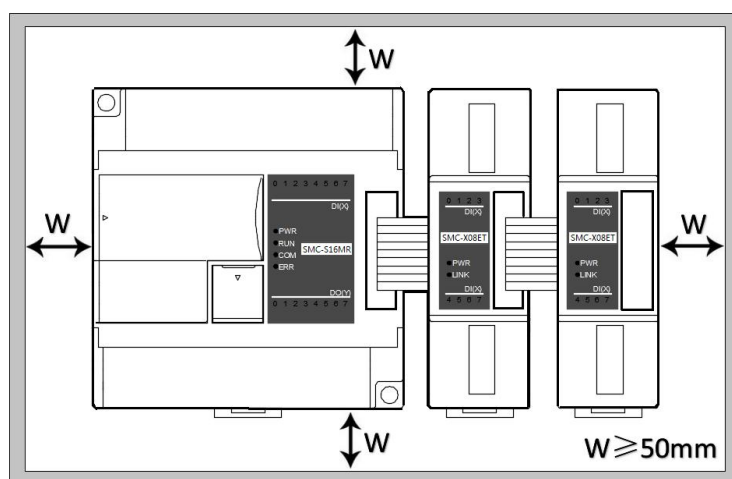 W
0 1 2 3 4 5 6 7
DI(X)
PWR
RUN
COM
ERR
SMC-S16MR
DO(Y)
0 1 2 3 4 5 6 7
0 1 2 3
DI(X)
SMC-X08ET
PWR
LINK
DI(X)
4 5 6 7
0 1 2 3
DI(X)
SMC-X08ET
PWR
LINK
DI(X)
4 5 6 7
W
W
W
W≥50mm